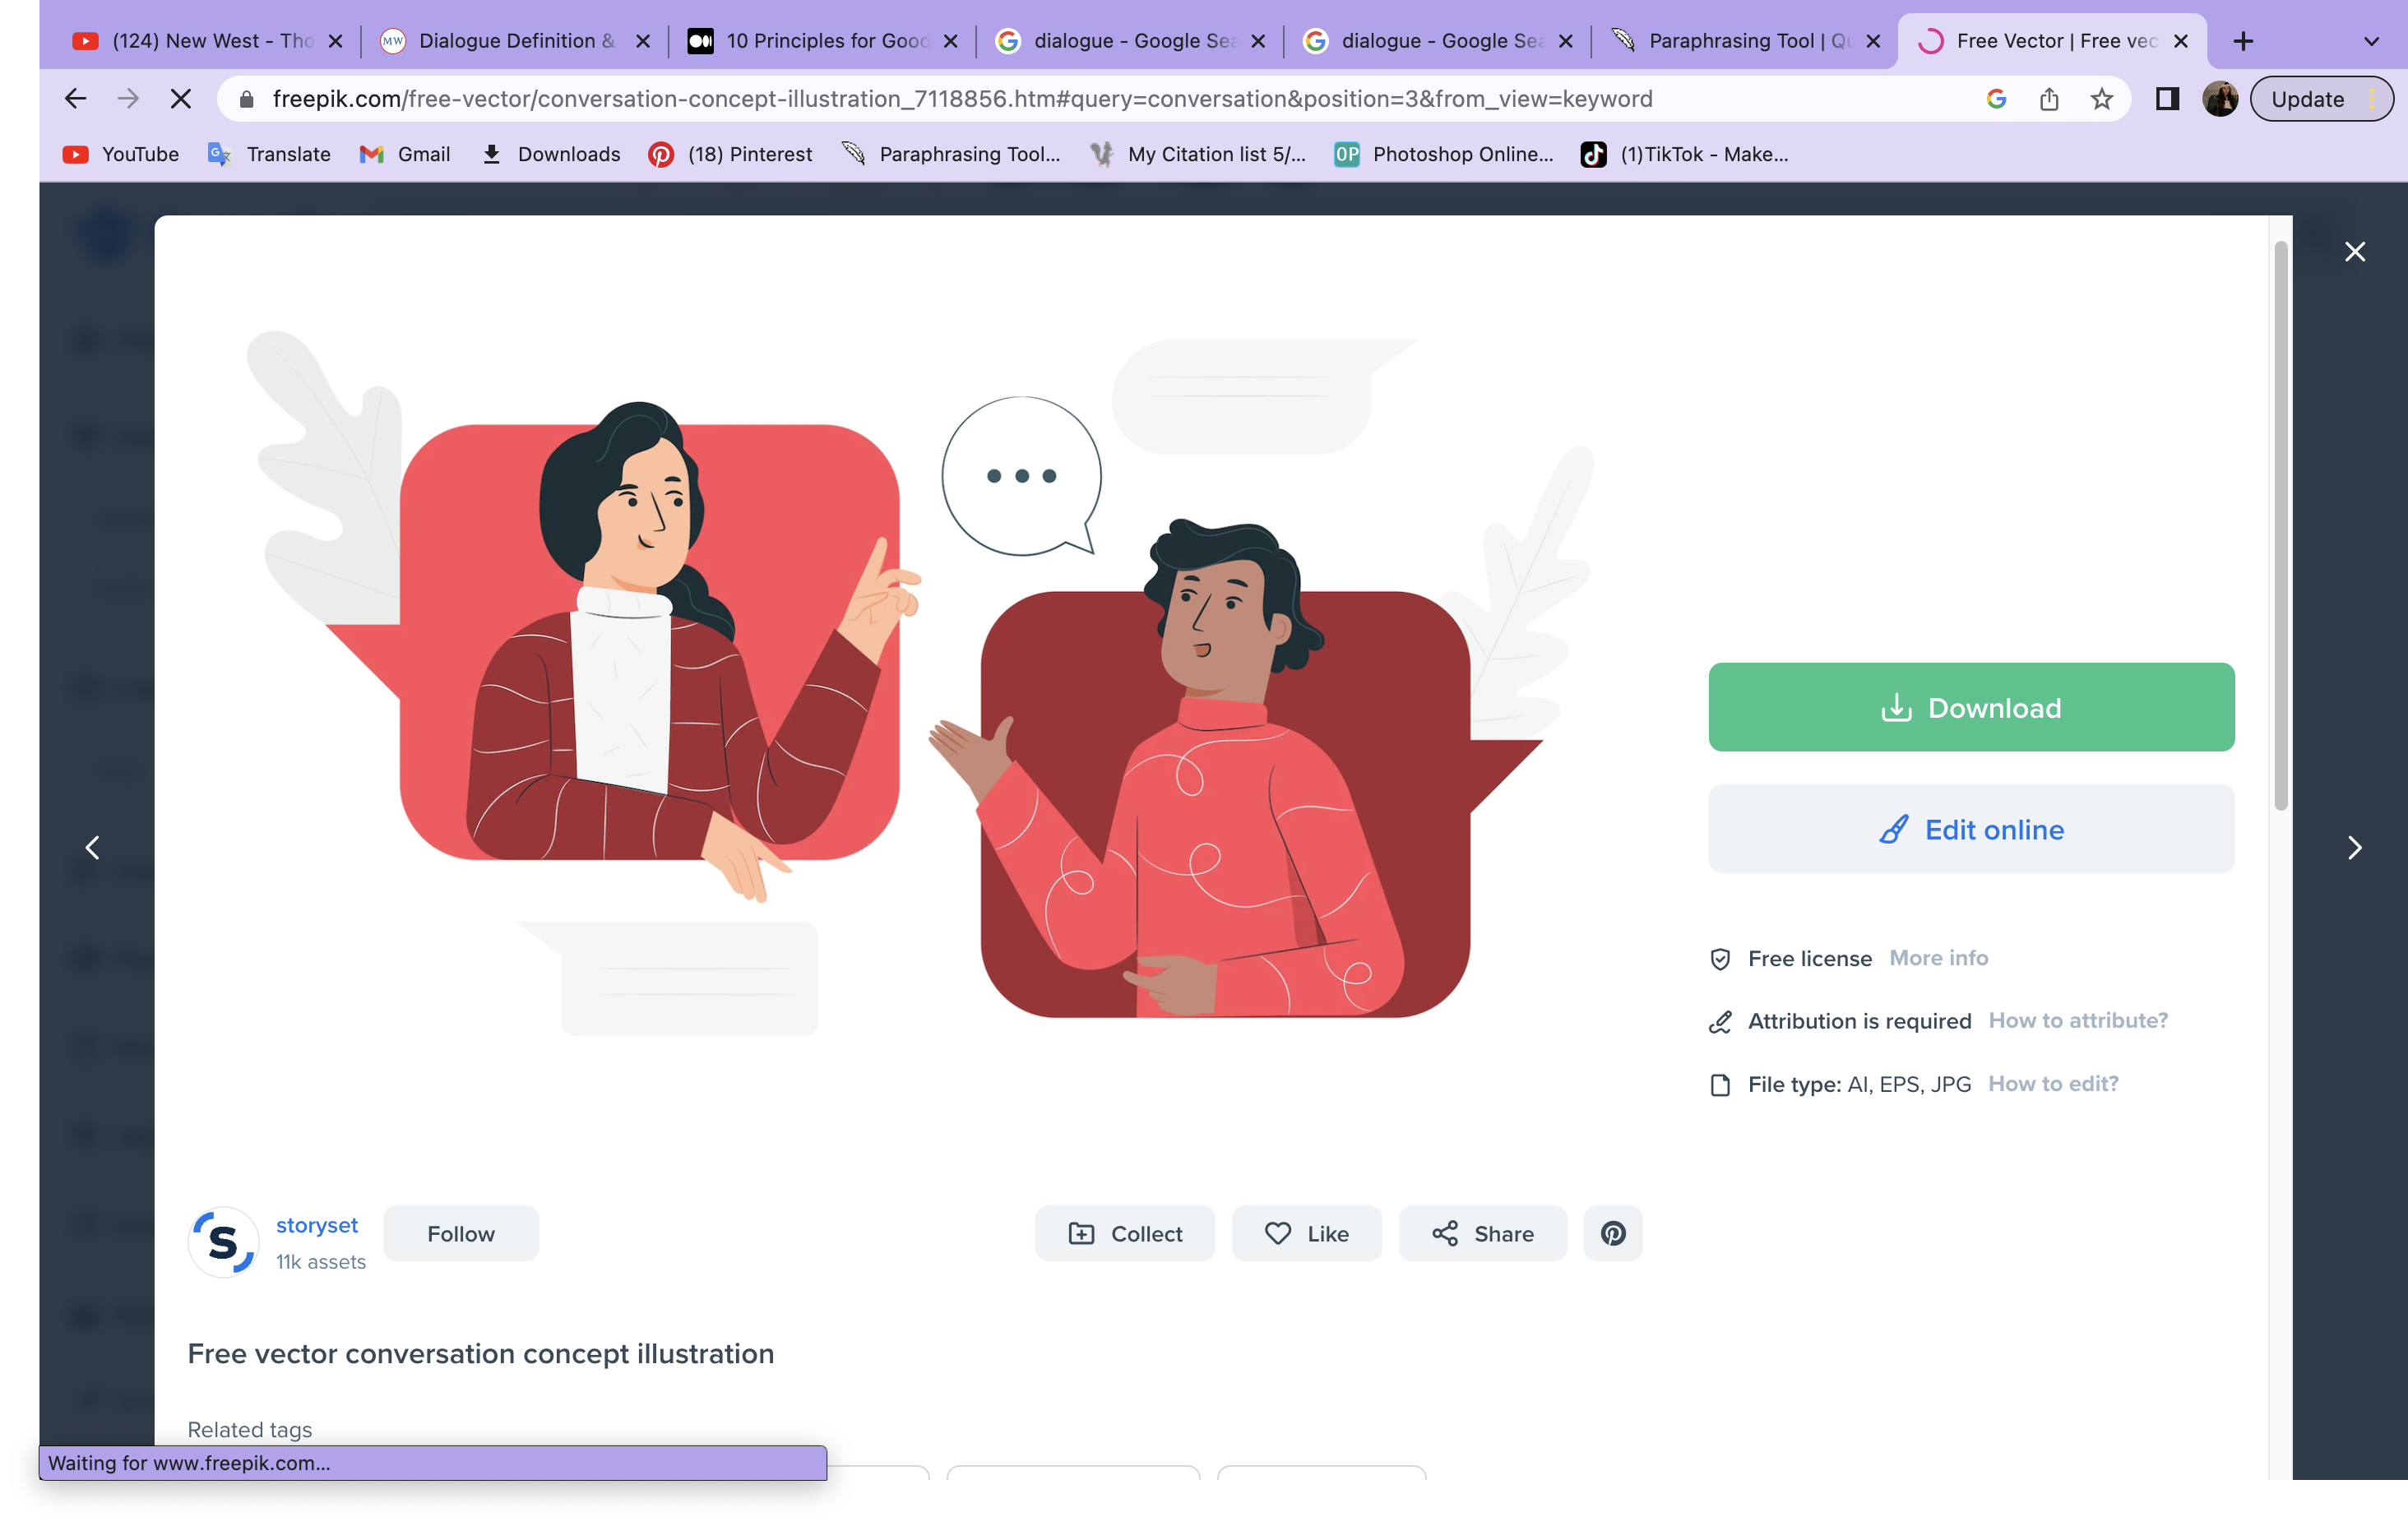 (124) New West - Tho
Dialogue Definition &
10 Principles for Good
dialogue - Google Sea
dialogue - Google Sea
Paraphrasing Tool | Qu
Free Vector | Free vec
freepik.com/free-vector/conversation-concept-illustration_7118856.htm#query=conversation&position=3&from_view=keyword
Update
YouTube
Translate
Gmail
Downloads
(18) Pinterest
Paraphrasing Tool...
My Citation list 5/...
OP
Photoshop Online...
(1)TikTok - Make...
Download
Edit online
Free license More info
Attribution is required How to attribute?
File type: AI, EPS, JPG How to edit?
storyset
11k assets
Follow
Collect
Like
Share
Free vector conversation concept illustration
Related tags
Waiting for www.freepik.com...